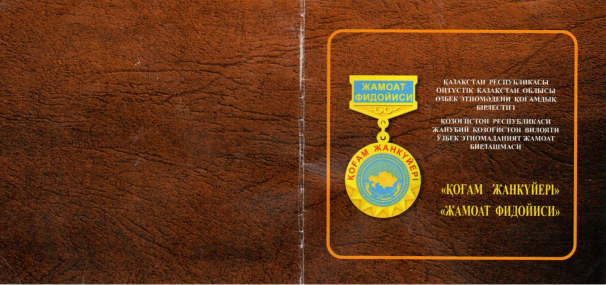 ЖАМОАТ
ФИДОЙИСИ
ҚОҒАМ ЖАНКҮЙЕРІ
ҚАЗАҚСТАН РЕСПУБЛИКАСЫ
ОҢТҮСТІК ҚАЗАҚСТАН ОБЛЫСЫ
ӨЗБЕК ЭТНОМӘДЕНИ ҚОҒАМДЫҚ
БІРЛЕСТІГІ
ҚОЗОҒИСТОН РЕСПУБЛИКАСИ
ЖАНУБИЙ ҚОЗОҒИСТОН ВИЛОЯТИ
ЎЗБЕК ЭТНОМАДАНИЯТ ЖАМОАТ
БИРЛАШМАСИ
«ҚОҒАМ ЖАНКҮЙЕРІ»
«ЖАМОАТ ФИДОЙИСИ»